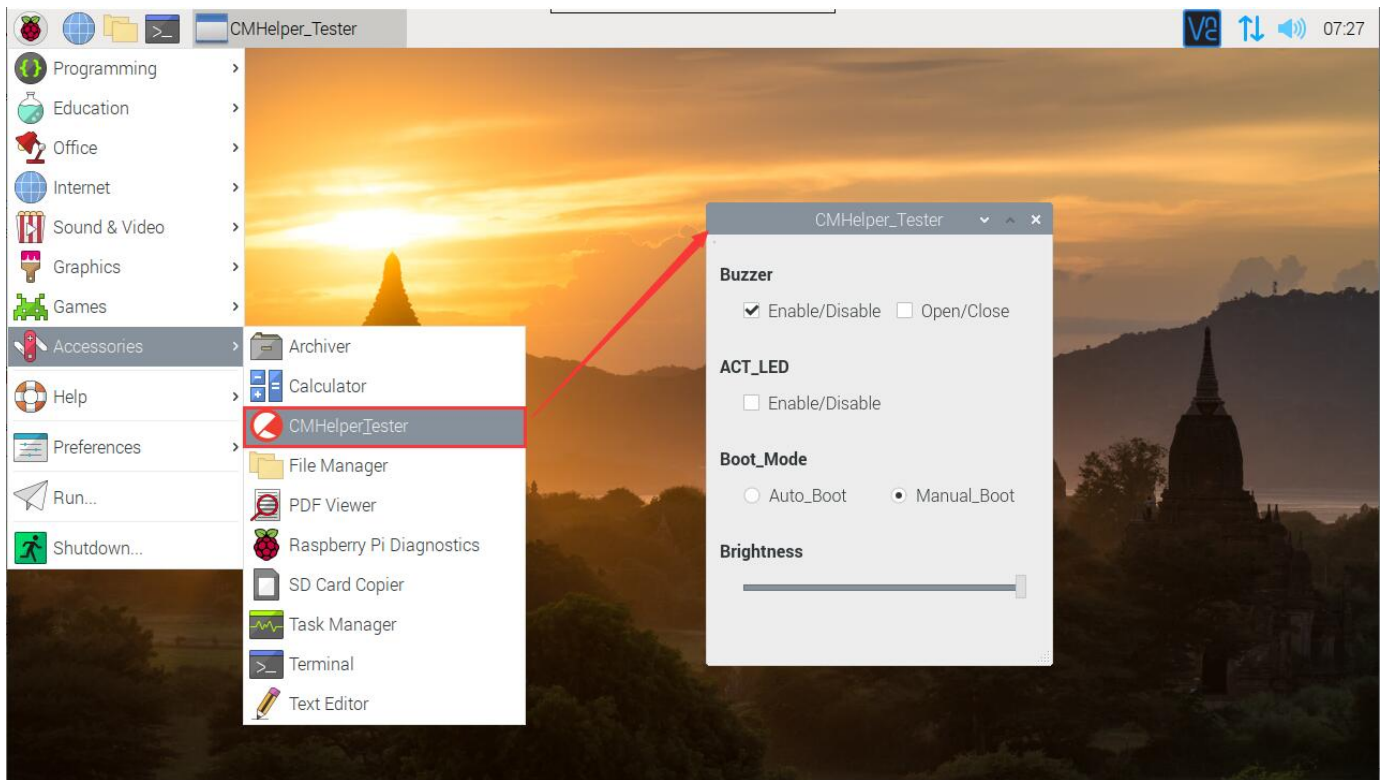 CMHelper_Tester
07:27
Programming
Education
Office
Internet
Sound & Video
Graphics
Games
Accessories
Help
Preferences
Run...
Shutdown...
Archiver
Calculator
CMHelperTester
File Manager
PDF Viewer
Raspberry Pi Diagnostics
SD Card Copier
Task Manager
Terminal
Text Editor
CMHelper_Tester
Buzzer
Enable/Disable Open/Close
ACT_LED
Enable/Disable
Boot_Mode
Auto_Boot Manual_Boot
Brightness